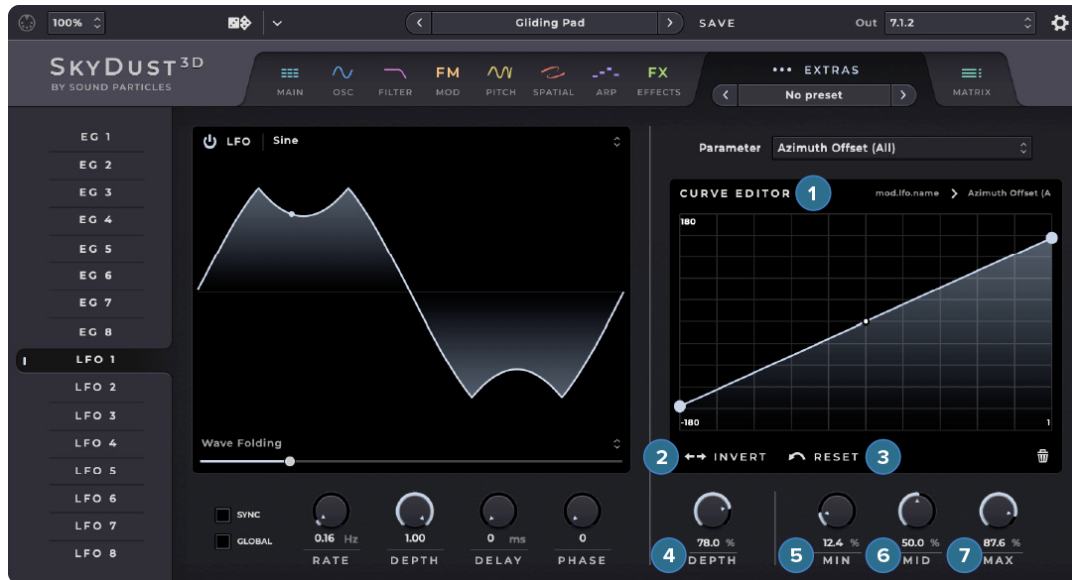 100%
Gliding Pad
SAVE
Out 7.1.2
SKYDUST 3D
BY SOUND PARTICLES
MAIN
OSC
FILTER
FM
MOD
PITCH
SPATIAL
ARP
FX
EFFECTS
••• EXTRAS
No preset
MATRIX
EG 1
EG 2
EG 3
EG 4
EG 5
EG 6
EG 7
EG 8
LFO 1
LFO 2
LFO 3
LFO 4
LFO 5
LFO 6
LFO 7
LFO 8
LFO Sine
Wave Folding
SYNC
GLOBAL
0.16 Hz
RATE
1.00
DEPTH
0 ms
DELAY
0
PHASE
Parameter Azimuth Offset (All)
CURVE EDITOR 1 mod.lfo.name > Azimuth Offset (A
180
-180 1
2 INVERT RESET 3
78.0 %
4 DEPTH
12.4 %
5 MIN
50.0 %
6 MID
87.6 %
7 MAX